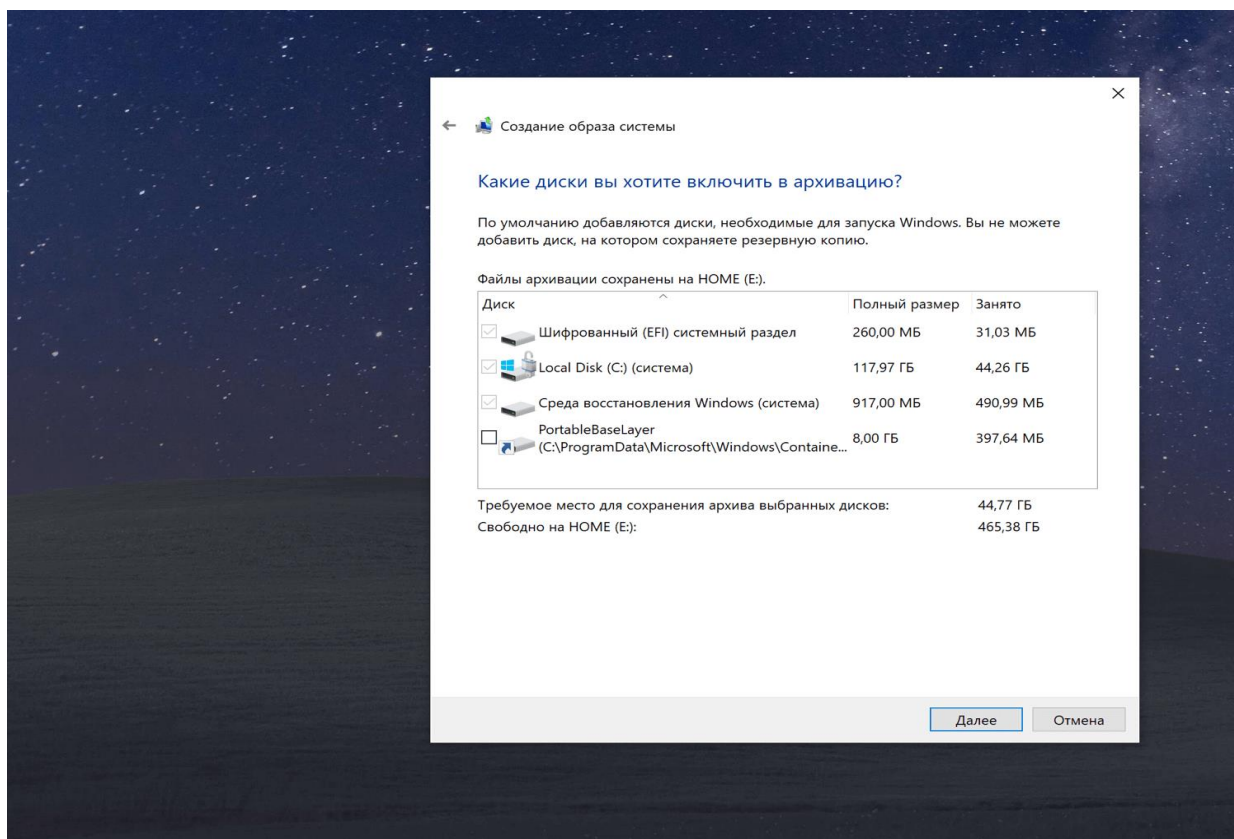 Создание образа системы
Какие диски вы хотите включить в архивацию?
По умолчанию добавляются диски, необходимые для запуска Windows. Вы не можете
добавить диск, на котором сохраняете резервную копию.
Файлы архивации сохранены на HOME (E:).
Диск Полный размер Занято
Шифрованный (EFI) системный раздел 260,00 МБ 31,03 МБ
Local Disk (C:) (система) 117,97 ГБ 44,26 ГБ
Среда восстановления Windows (система) 917,00 МБ 490,99 МБ
PortableBaseLayer
(C:\ProgramData\Microsoft\Windows\Containe... 8,00 ГБ 397,64 МБ
Требуемое место для сохранения архива выбранных дисков: 44,77 ГБ
Свободно на HOME (E:): 465,38 ГБ
Далее Отмена